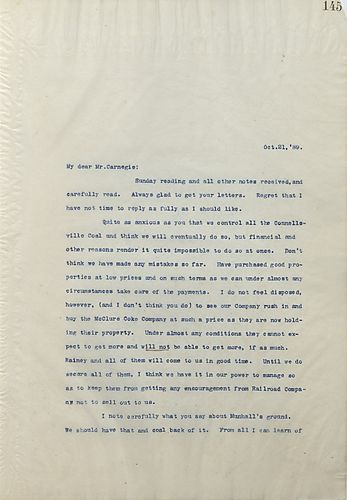 145
Oct.21,'89.
My dear Mr.Carnegie:
Sunday reading and all other notes received, and
carefully read. Always glad to get your letters. Regret that I
have not time to reply as fully as I should like.
Quite as anxious as you that we control all the Connells-
ville Coal and think we will eventually do so, but financial and
other reasons render it quite impossible to do so at once. Don't
think we have made any mistakes so far. Have purchased good pro-
perties at low prices and on such terms as we can under almost any
circumstances take care of the payments. I do not feel disposed,
however, (and I don't think you do) to see our Company rush in and
buy the McClure Coke Company at such a price as they are now hold-
ing their property. Under almost any conditions they cannot ex-
pect to get more and will not be able to get more, if as much.
Rainey and all of them will come to us in good time. Until we do
secure all of them, I think we have it in our power to manage so
as to keep them from getting any encouragement from Railroad Compa-
ny not to sell out to us.
I note carefully what you say about Munhall's ground.
We should have that and coal back of it. From all I can learn of